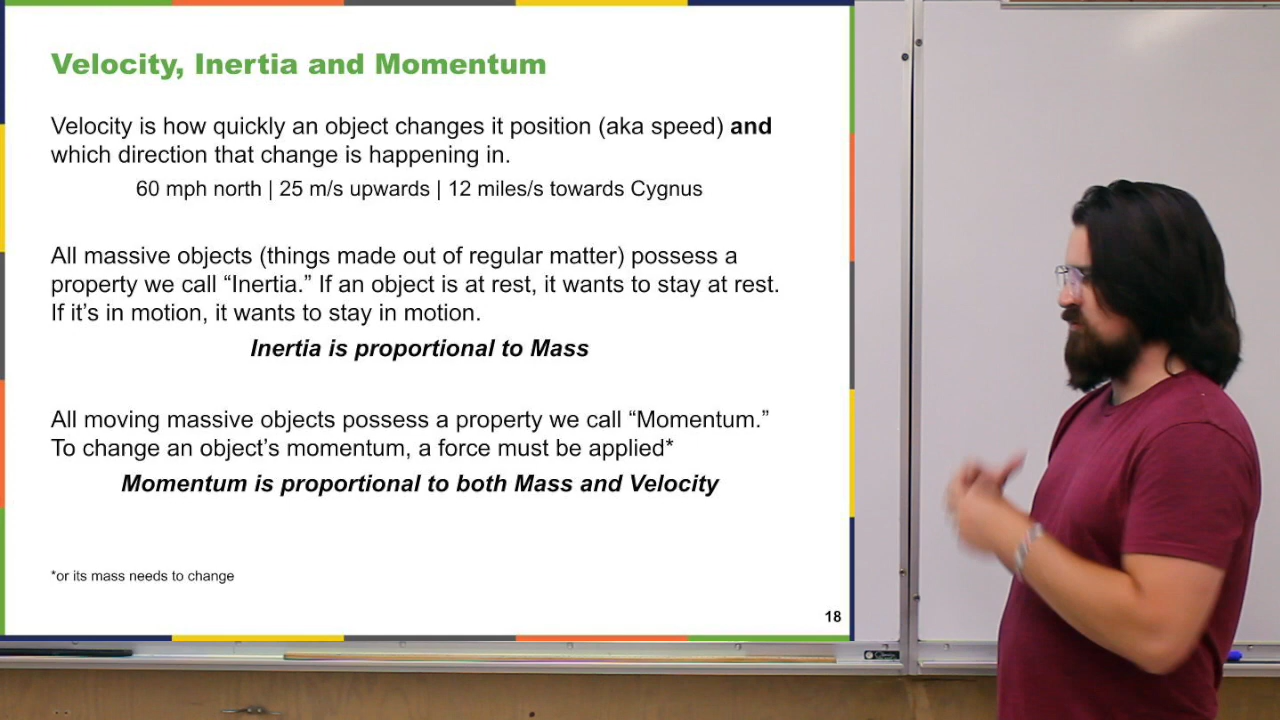 Velocity, Inertia and Momentum
Velocity is how quickly an object changes it position (aka speed) and
which direction that change is happening in.
60 mph north | 25 m/s upwards | 12 miles/s towards Cygnus
All massive objects (things made out of regular matter) possess a
property we call “Inertia.” If an object is at rest, it wants to stay at rest.
If it’s in motion, it wants to stay in motion.
Inertia is proportional to Mass
All moving massive objects possess a property we call “Momentum.”
To change an object’s momentum, a force must be applied*
Momentum is proportional to both Mass and Velocity
*or its mass needs to change
18